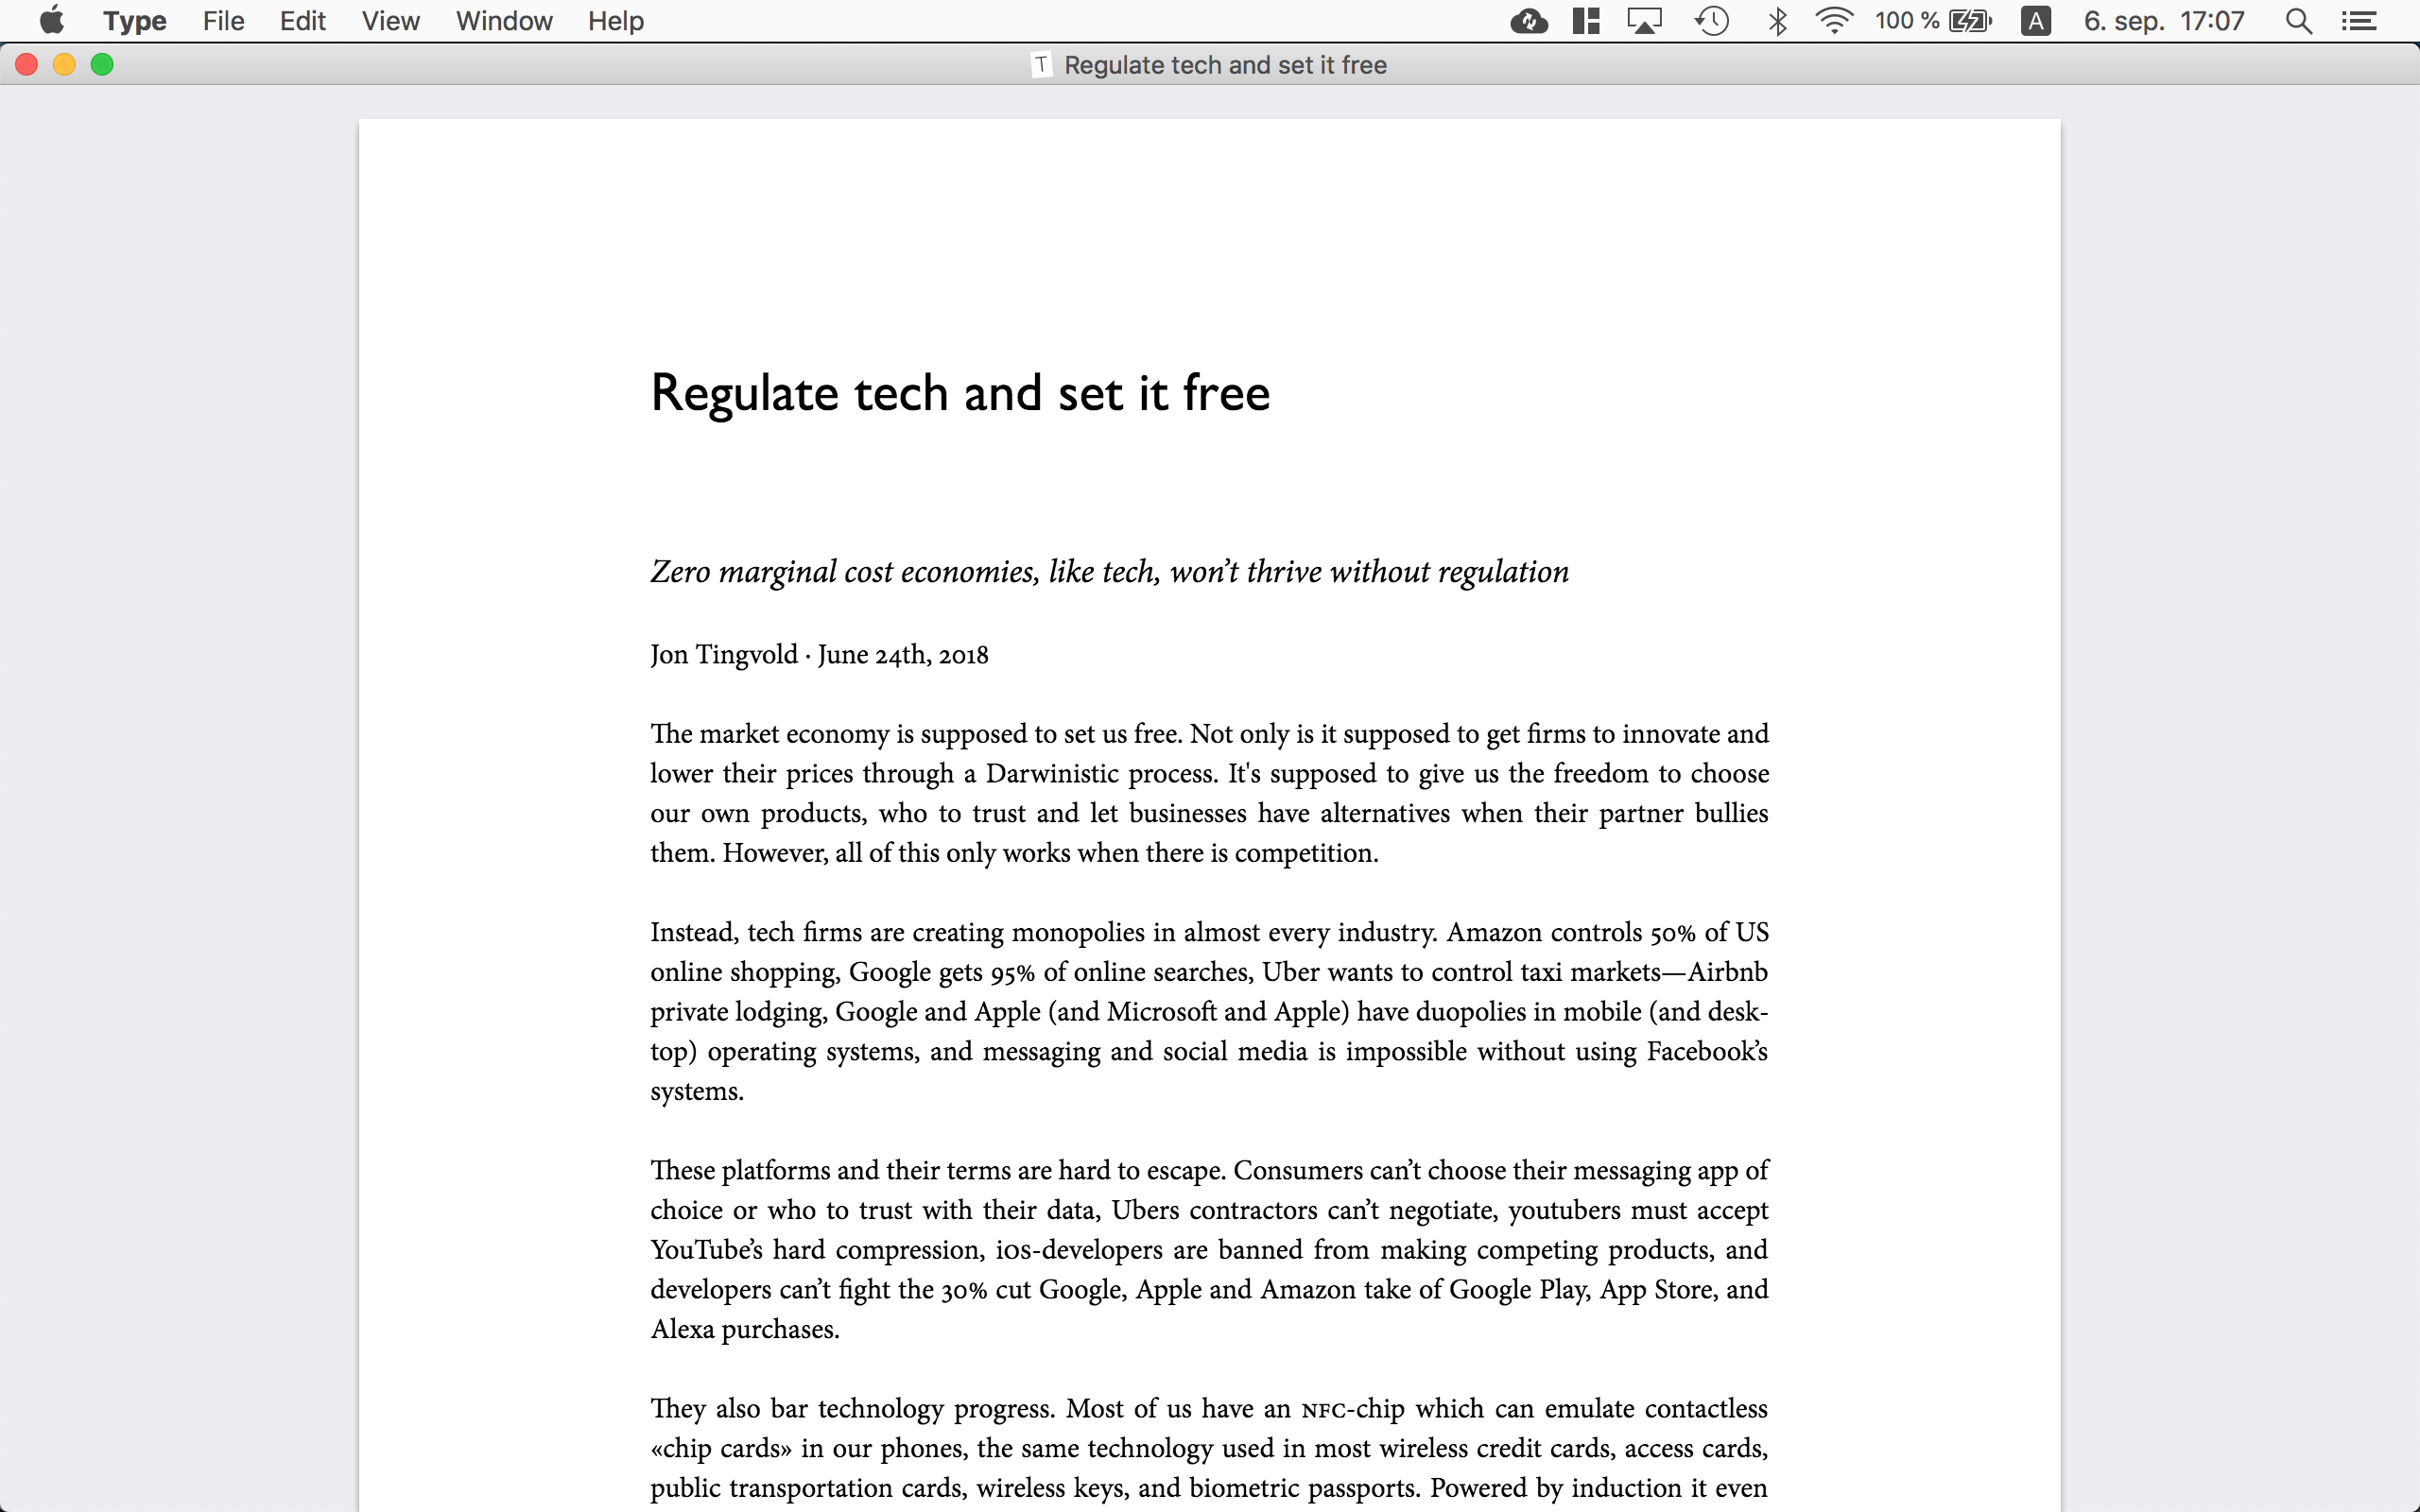 Type File Edit View Window Help 100 % A 6. sep. 17:07
T Regulate tech and set it free
Regulate tech and set it free
Zero marginal cost economies, like tech, won’t thrive without regulation
Jon Tingvold · June 24th, 2018
The market economy is supposed to set us free. Not only is it supposed to get firms to innovate and
lower their prices through a Darwinistic process. It's supposed to give us the freedom to choose
our own products, who to trust and let businesses have alternatives when their partner bullies
them. However, all of this only works when there is competition.
Instead, tech firms are creating monopolies in almost every industry. Amazon controls 50% of US
online shopping, Google gets 95% of online searches, Uber wants to control taxi markets—Airbnb
private lodging, Google and Apple (and Microsoft and Apple) have duopolies in mobile (and desk-
top) operating systems, and messaging and social media is impossible without using Facebook’s
systems.
These platforms and their terms are hard to escape. Consumers can’t choose their messaging app of
choice or who to trust with their data, Ubers contractors can’t negotiate, youtubers must accept
YouTube’s hard compression, iOS-developers are banned from making competing products, and
developers can’t fight the 30% cut Google, Apple and Amazon take of Google Play, App Store, and
Alexa purchases.
They also bar technology progress. Most of us have an NFC-chip which can emulate contactless
«chip cards» in our phones, the same technology used in most wireless credit cards, access cards,
public transportation cards, wireless keys, and biometric passports. Powered by induction it even